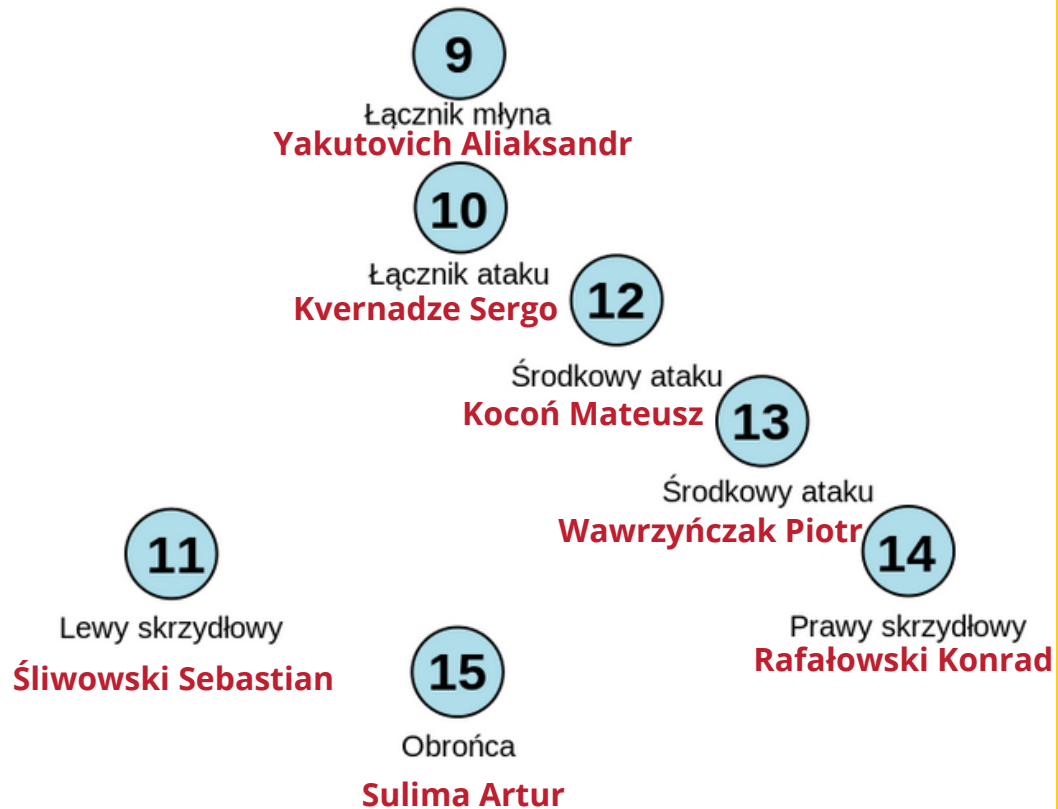 9
Łącznik młyna
Yakutovich Aliaksandr
10
Łącznik ataku
Kvernadze Sergo
12
Środkowy ataku
Kocoń Mateusz
13
Środkowy ataku
Wawrzyńczak Piotr
11
Lewy skrzydłowy
Śliwowski Sebastian
14
Prawy skrzydłowy
Rafałowski Konrad
15
Obrońca
Sulima Artur